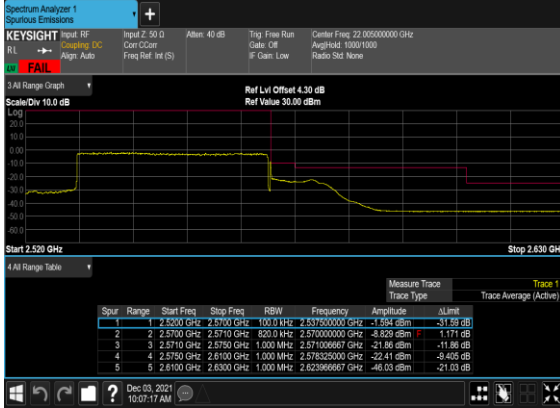 Spectrum Analyzer 1
Spurious Emissions
+
KEYSIGHT Input: RF Input Z: 50 Ω Atten: 40 dB Trig: Free Run Center Freq: 22.005000000 GHz
RL Coupling: DC Corr CCorr Gate: Off Avg|Hold: 1000/1000
Align: Auto Freq Ref: Int (S) IF Gain: Low Radio Std: None
FAIL
3 All Range Graph Ref Lvl Offset 4.30 dB
Scale/Div 10.0 dB Ref Value 30.00 dBm
Log
20.0
10.0
0.00
-10.0
-20.0
-30.0
-40.0
-50.0
-60.0
Start 2.520 GHz Stop 2.630 GH
4 All Range Table
Measure Trace Trace 1
Trace Type Trace Average (Active)
Spur Range Start Freq Stop Freq RBW Frequency Amplitude ΔLimit
1 1 2.5200 GHz 2.5700 GHz 100.0 kHz 2.537500000 GHz -1.594 dBm -31.59 dB
2 2 2.5700 GHz 2.5710 GHz 820.0 kHz 2.570000000 GHz -8.829 dBm F 1.171 dB
3 3 2.5710 GHz 2.5750 GHz 1.000 MHz 2.571006667 GHz -21.86 dBm -11.86 dB
4 4 2.5750 GHz 2.6100 GHz 1.000 MHz 2.578325000 GHz -22.41 dBm -9.405 dB
5 5 2.6100 GHz 2.6300 GHz 1.000 MHz 2.623966667 GHz -46.03 dBm -21.03 dB
? Dec 03, 2021
10:07:17 AM